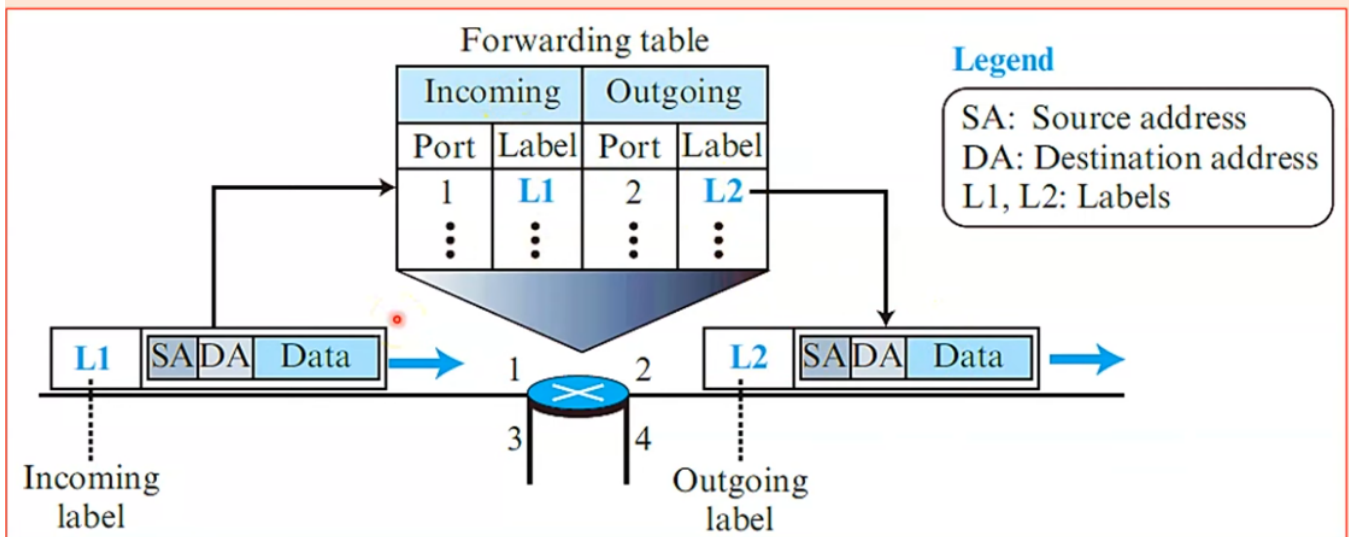 Forwarding table
Legend
Incoming Outgoing
SA: Source address
Port Label Port Label
DA: Destination address
1 L1 2 L2
L1, L2: Labels
L1 SA DA Data
1 2
L2 SA DA Data
3 4
Incoming
label
Outgoing
label